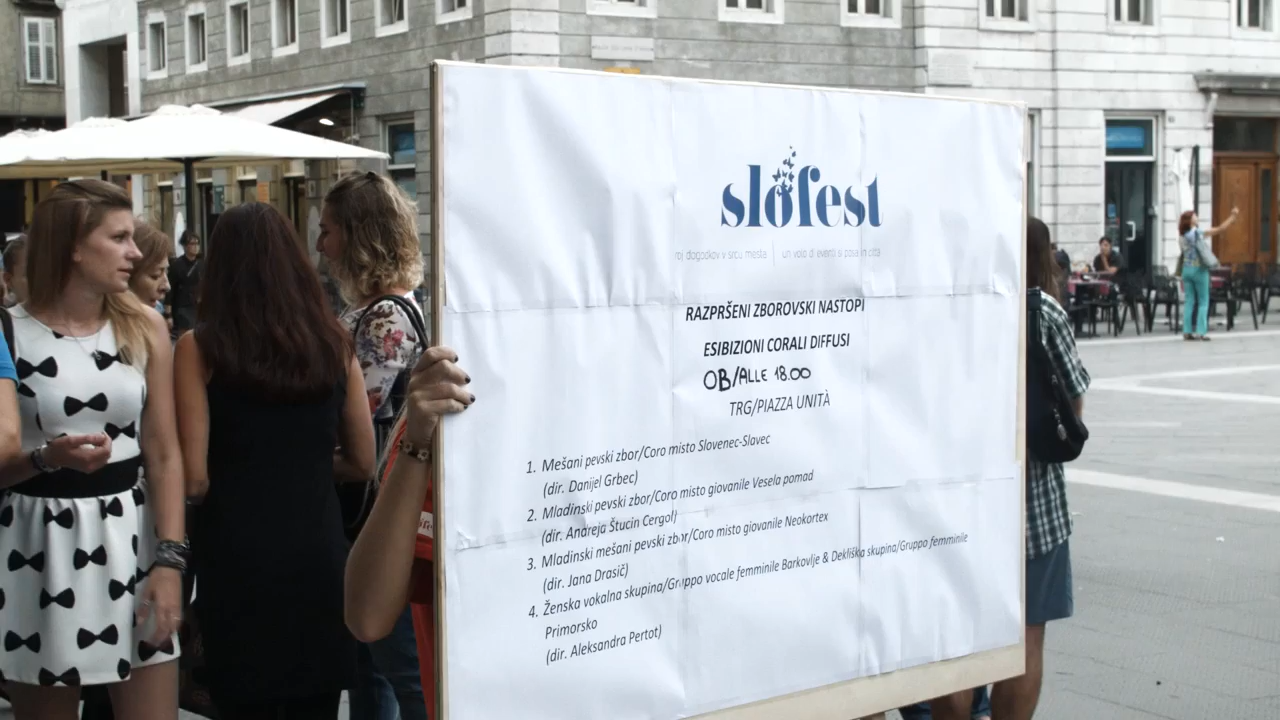 slofest
roj dogodkov v srcu mesta | un volo di eventi si posa in città
RAZPRŠENI ZBOROVSKI NASTOPI
ESIBIZIONI CORALI DIFFUSI
OB/ALLE 18.00
TRG/PIAZZA UNITÀ
1. Mešani pevski zbor/Coro misto Slovenec-Slavec
(dir. Danijel Grbec)
2. Mladinski pevski zbor/Coro misto giovanile Vesela pomad
(dir. Andreja Štucin Cergol)
3. Mladinski mešani pevski zbor/Coro misto giovanile Neokortex
(dir. Jana Drasič)
4. Ženska vokalna skupina/Gruppo vocale femminile Barkovlje & Dekliška skupina/Gruppo femminile
Primorsko
(dir. Aleksandra Pertot)